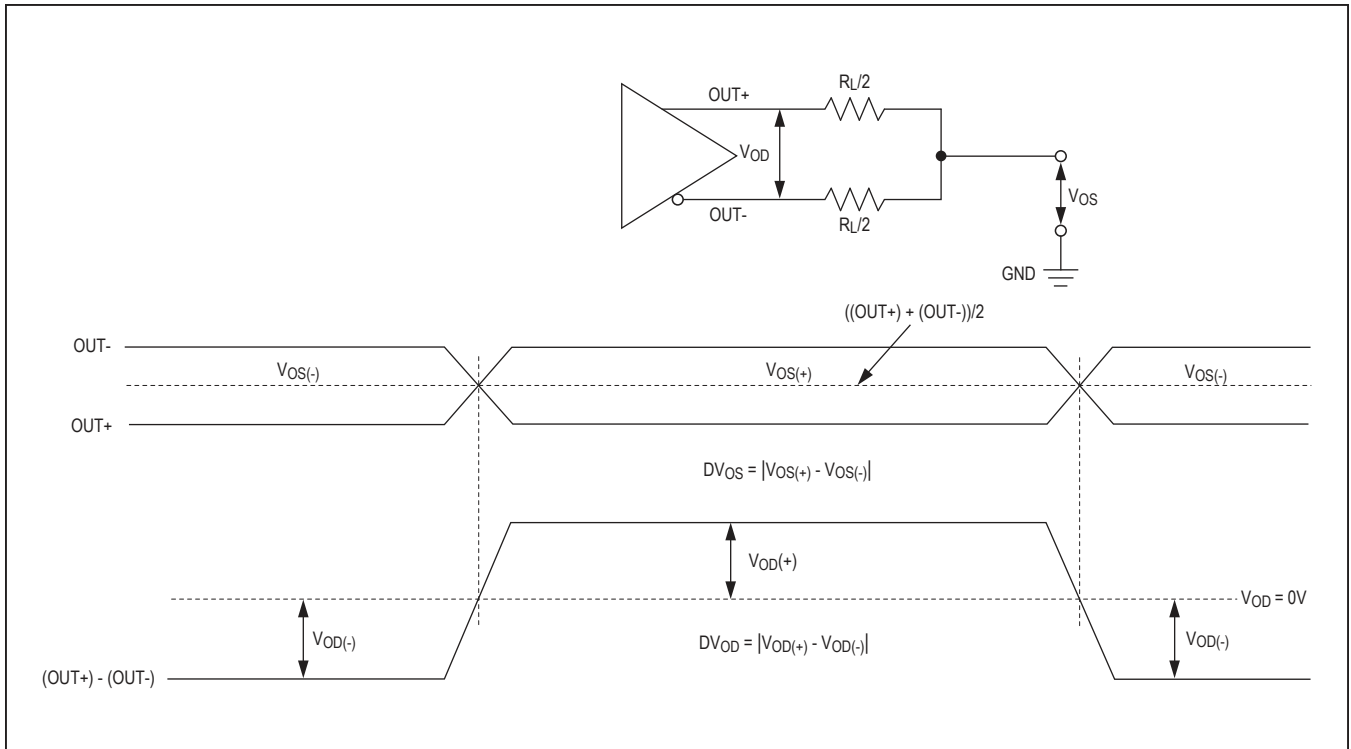 RL/2
OUT+
VOD
OUT-
RL/2
VOS
GND
((OUT+) + (OUT-))/2
OUT-
VOS(-)
VOS(+)
VOS(-)
OUT+
DVOS = |VOS(+) - VOS(-)|
VOD(+)
VOD = 0V
VOD(-)
DVOD = |VOD(+) - VOD(-)|
VOD(-)
(OUT+) - (OUT-)